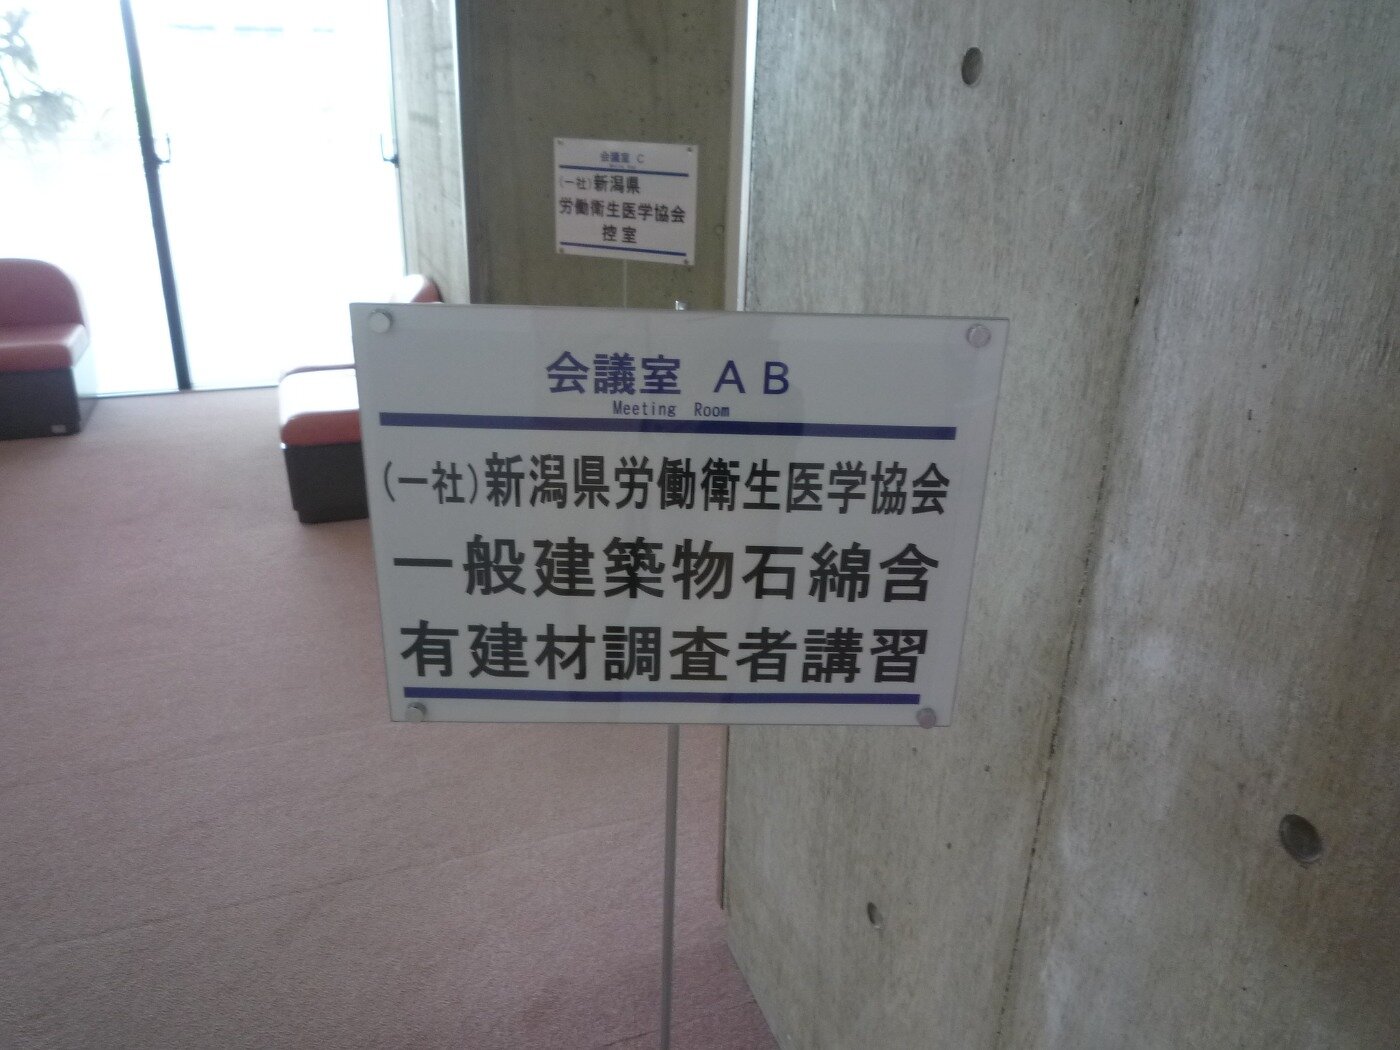 会議室 C
(一社)新潟県
労働衛生医学協会
控室
会議室 AB
Meeting Room
(一社)新潟県労働衛生医学協会
一般建築物石綿含
有建材調査者講習